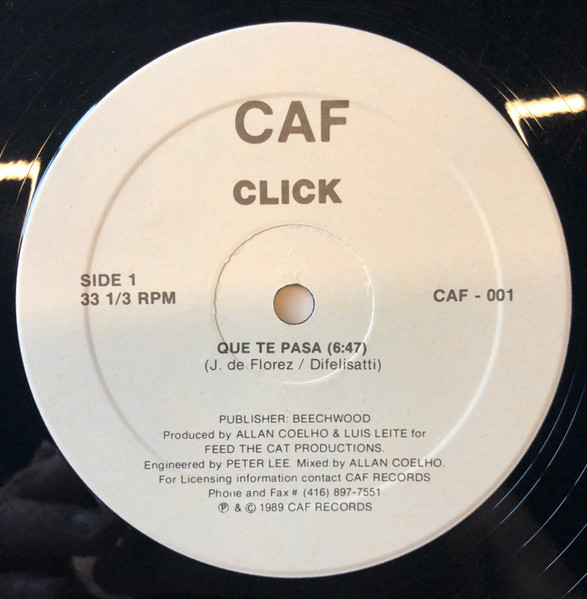 CAF
CLICK
SIDE 1
33 1/3 RPM
CAF - 001
QUE TE PASA (6:47)
(J. de Florez / Difelisatti)
PUBLISHER: BEECHWOOD
Produced by ALLAN COELHO & LUIS LEITE for
FEED THE CAT PRODUCTIONS.
Engineered by PETER LEE. Mixed by ALLAN COELHO.
For Licensing information contact CAF RECORDS
Phone and Fax # (416) 897-7551
℗ & © 1989 CAF RECORDS